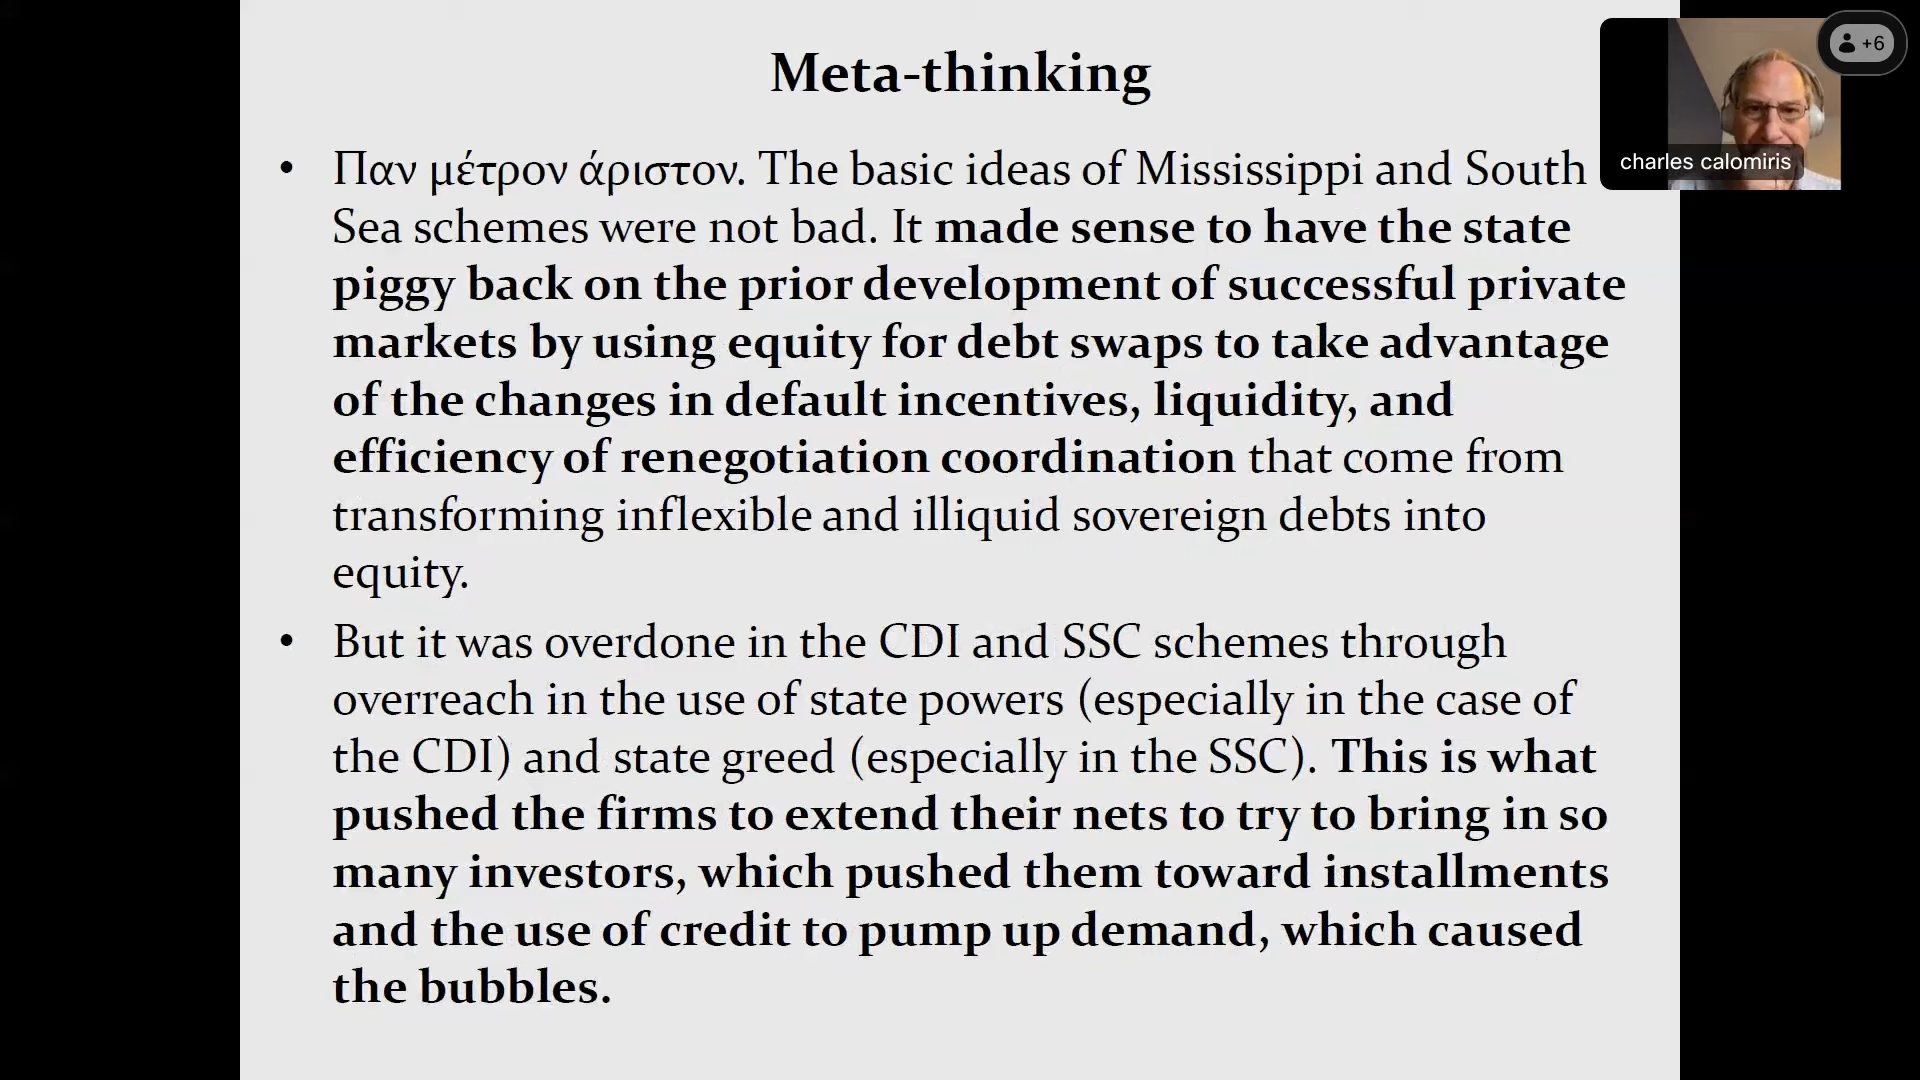 Meta-thinking
• Παν μέτρον άριστον. The basic ideas of Mississippi and South
Sea schemes were not bad. It made sense to have the state
piggy back on the prior development of successful private
markets by using equity for debt swaps to take advantage
of the changes in default incentives, liquidity, and
efficiency of renegotiation coordination that come from
transforming inflexible and illiquid sovereign debts into
equity.
• But it was overdone in the CDI and SSC schemes through
overreach in the use of state powers (especially in the case of
the CDI) and state greed (especially in the SSC). This is what
pushed the firms to extend their nets to try to bring in so
many investors, which pushed them toward installments
and the use of credit to pump up demand, which caused
the bubbles.
+6
charles calomiris